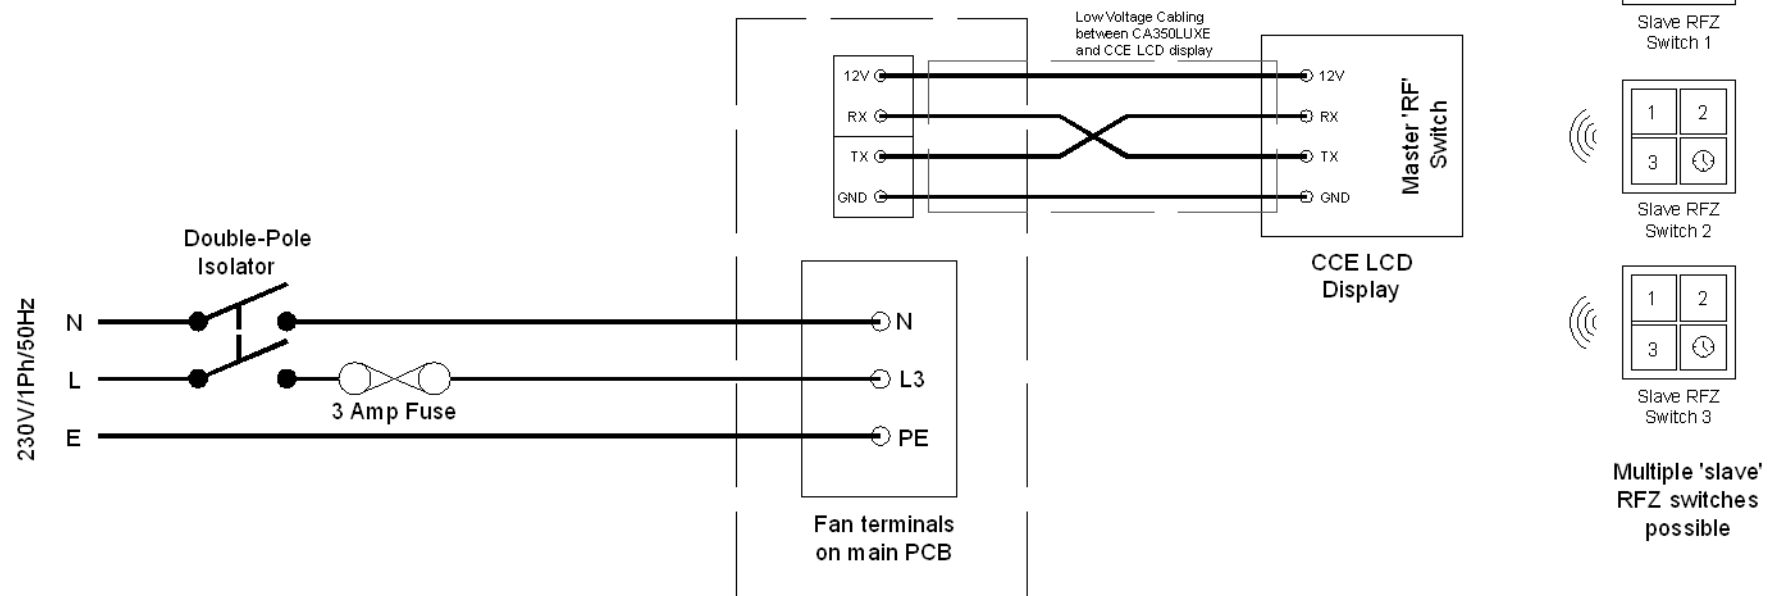 Low Voltage Cabling
between CA350LUXE
and CCE LCD display
12V
RX
TX
GND
12V
RX
TX
GND
Master 'RF'
Switch
CCE LCD
Display
Slave RFZ
Switch 1
1
2
3
Slave RFZ
Switch 2
1
2
3
Slave RFZ
Switch 3
Multiple 'slave'
RFZ switches
possible
230V/1Ph/50Hz
Double-Pole
Isolator
N
L
E
3 Amp Fuse
N
L3
PE
Fan terminals
on main PCB